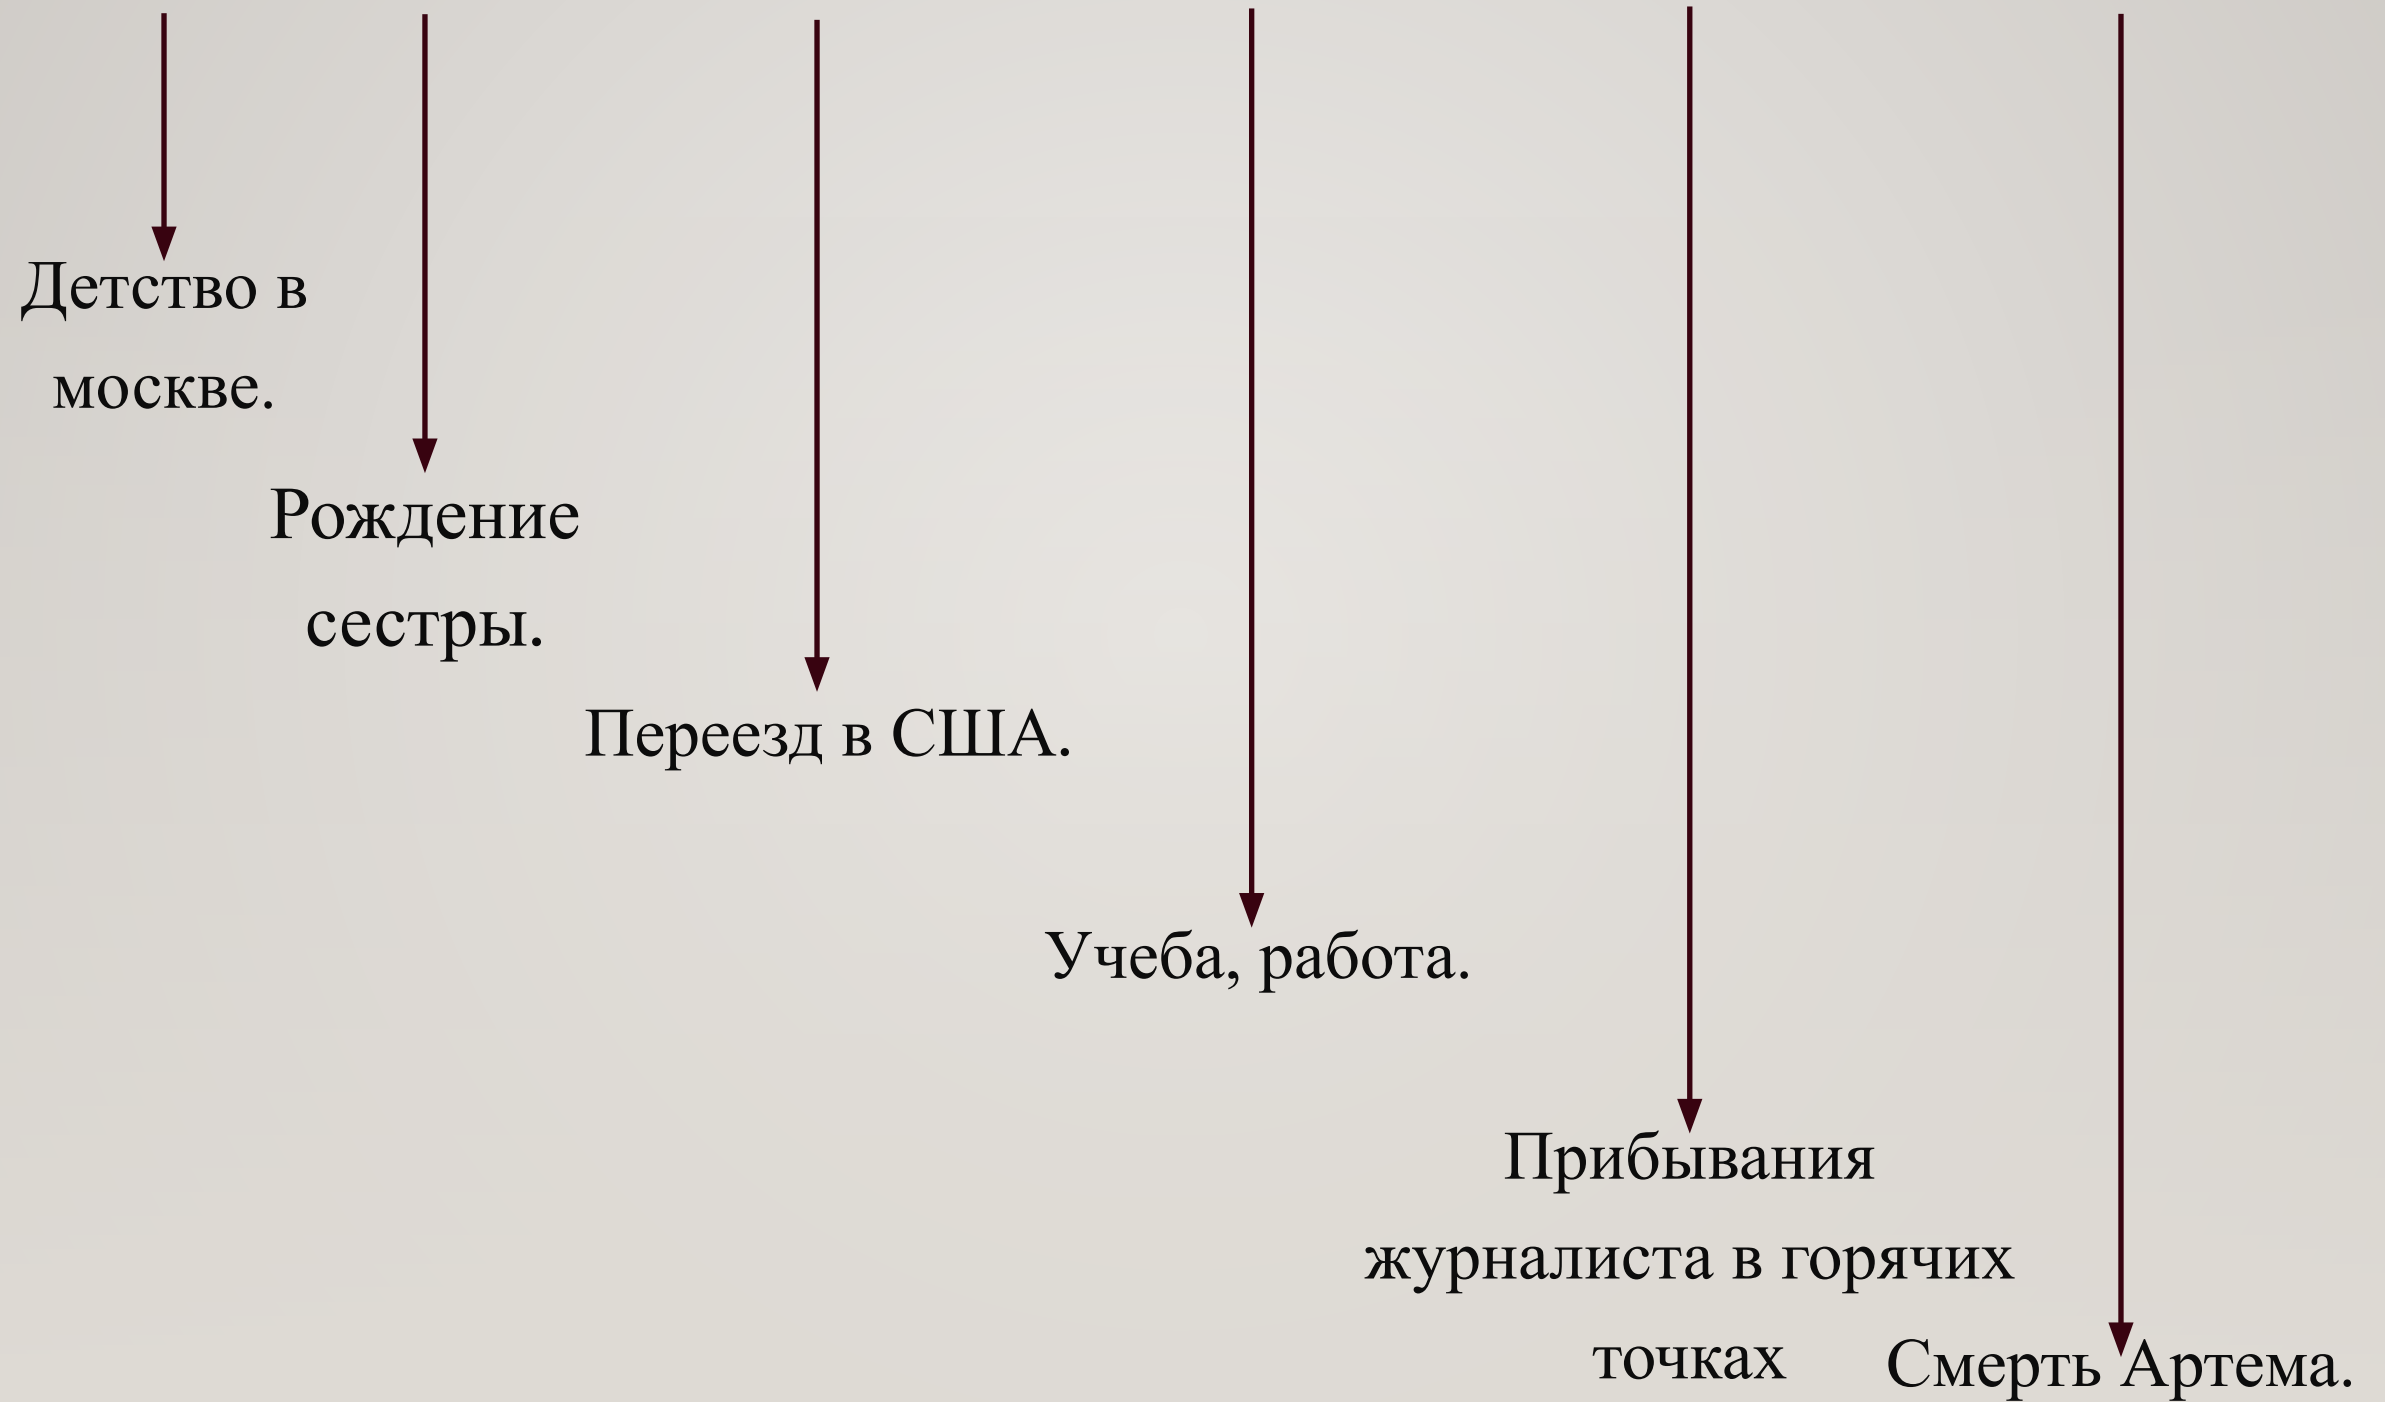 Детство в
москве.
Рождение
сестры.
Переезд в США.
Учеба, работа.
Прибывания
журналиста в горячих
точках
Смерть Артема.